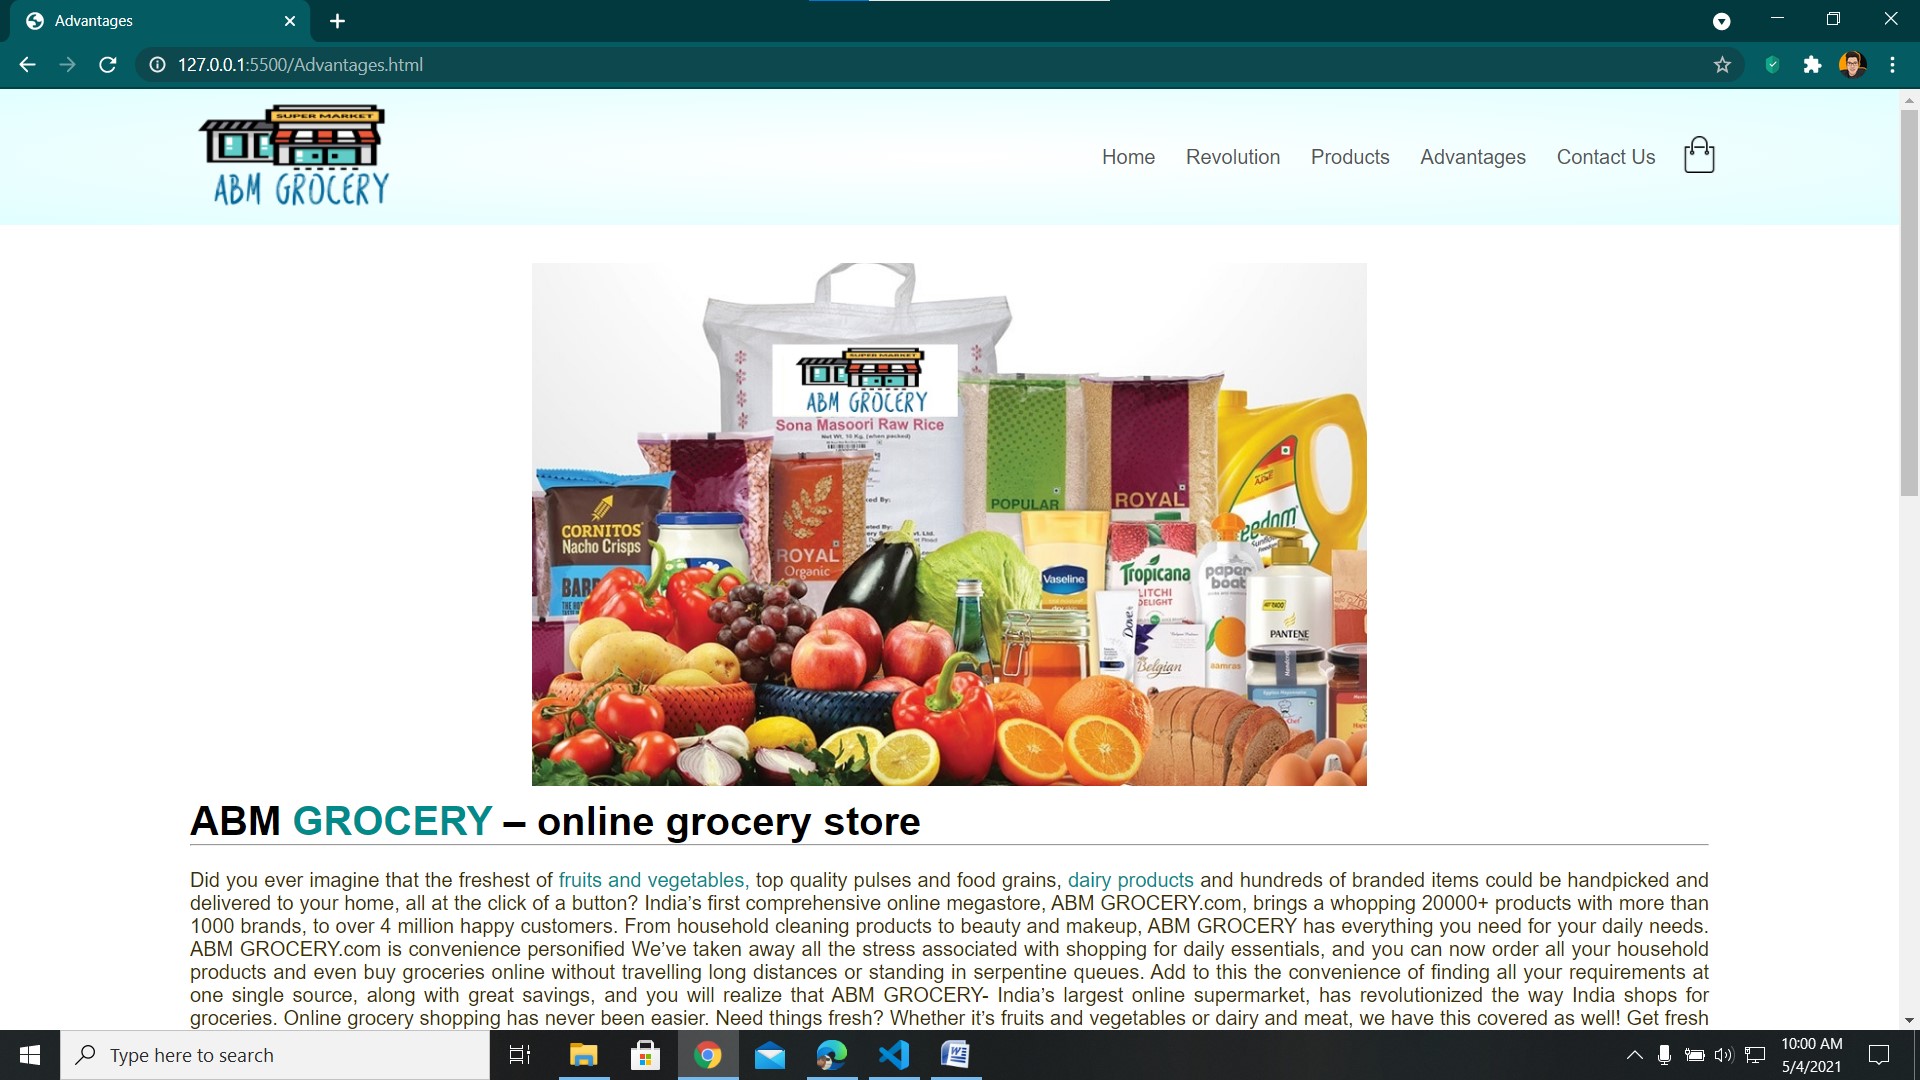 Advantages
127.0.0.1:5500/Advantages.html
SUPER MARKET
ABM GROCERY
Home Revolution Products Advantages Contact Us
SUPER MARKET
ABM GROCERY
Sona Masoori Raw Rice
Net Wt. 10 Kg. (when packed)
POPULAR
ROYAL
CORNITOS
Nacho Crisps
ROYAL
Organic
Vaseline
Tropicana
LITCHI
DELIGHT
paper
boat
aamras
Dove
Belgian
PANTENE
ABM GROCERY – online grocery store
Did you ever imagine that the freshest of fruits and vegetables, top quality pulses and food grains, dairy products and hundreds of branded items could be handpicked and
delivered to your home, all at the click of a button? India’s first comprehensive online megastore, ABM GROCERY.com, brings a whopping 20000+ products with more than
1000 brands, to over 4 million happy customers. From household cleaning products to beauty and makeup, ABM GROCERY has everything you need for your daily needs.
ABM GROCERY.com is convenience personified We’ve taken away all the stress associated with shopping for daily essentials, and you can now order all your household
products and even buy groceries online without travelling long distances or standing in serpentine queues. Add to this the convenience of finding all your requirements at
one single source, along with great savings, and you will realize that ABM GROCERY- India’s largest online supermarket, has revolutionized the way India shops for
groceries. Online grocery shopping has never been easier. Need things fresh? Whether it’s fruits and vegetables or dairy and meat, we have this covered as well! Get fresh
Type here to search
10:00 AM
5/4/2021